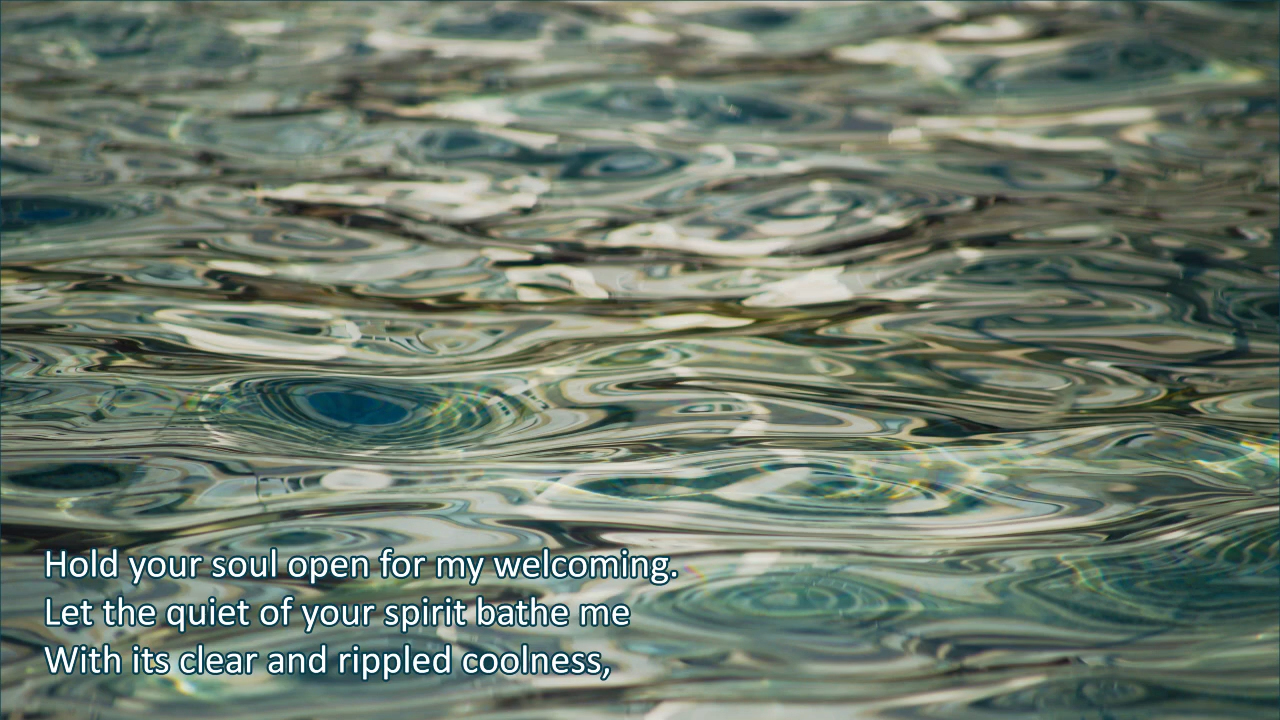 Hold your soul open for my welcoming.
Let the quiet of your spirit bathe me
With its clear and rippled coolness,